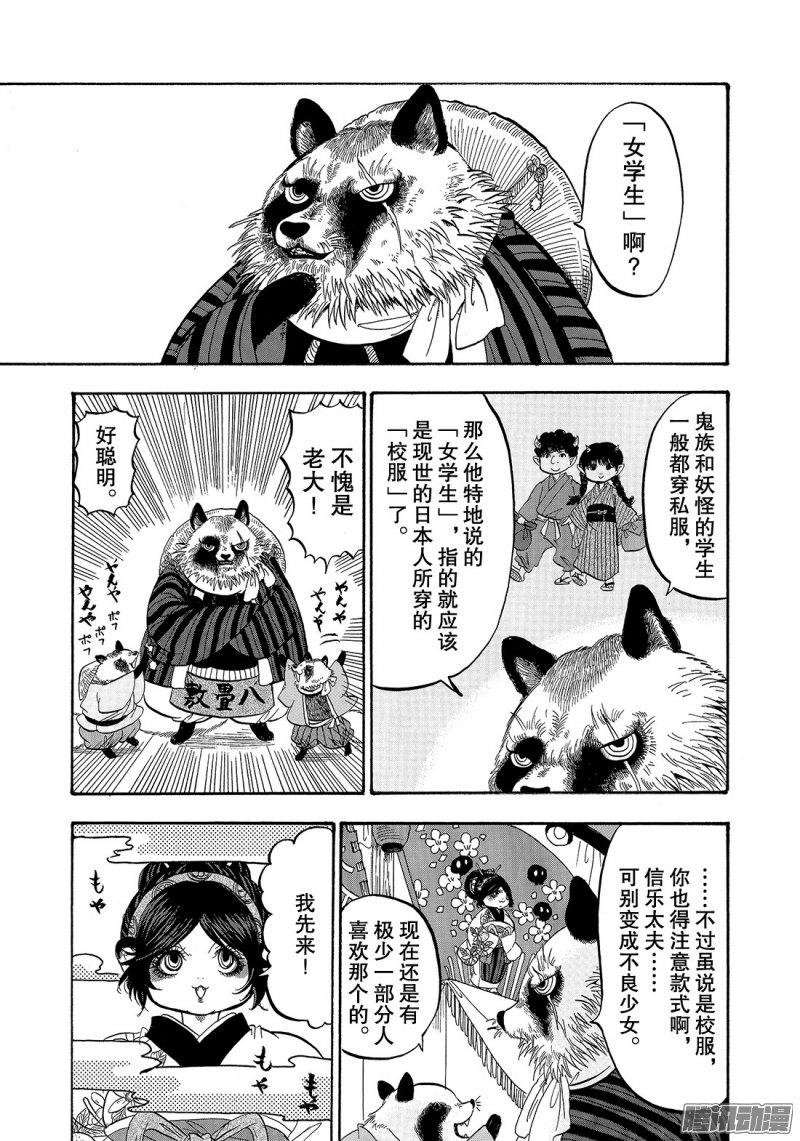 「女学生」啊？
鬼族和妖怪的学生
一般都穿私服，
那么他特地说的
「女学生」，指的就应该
是现世的日本人所穿的
「校服」了。
不愧是
老大！
好聪明。
やんや
やんや
ポフ
ポフ
やんや
やんや
八畳敷
……不过虽说是校服，
你也得注意款式啊，
信乐太夫……
可别变成不良少女。
现在还是有
极少一部分人
喜欢那个的。
我先来！
もや
もや
もや
腾讯动漫